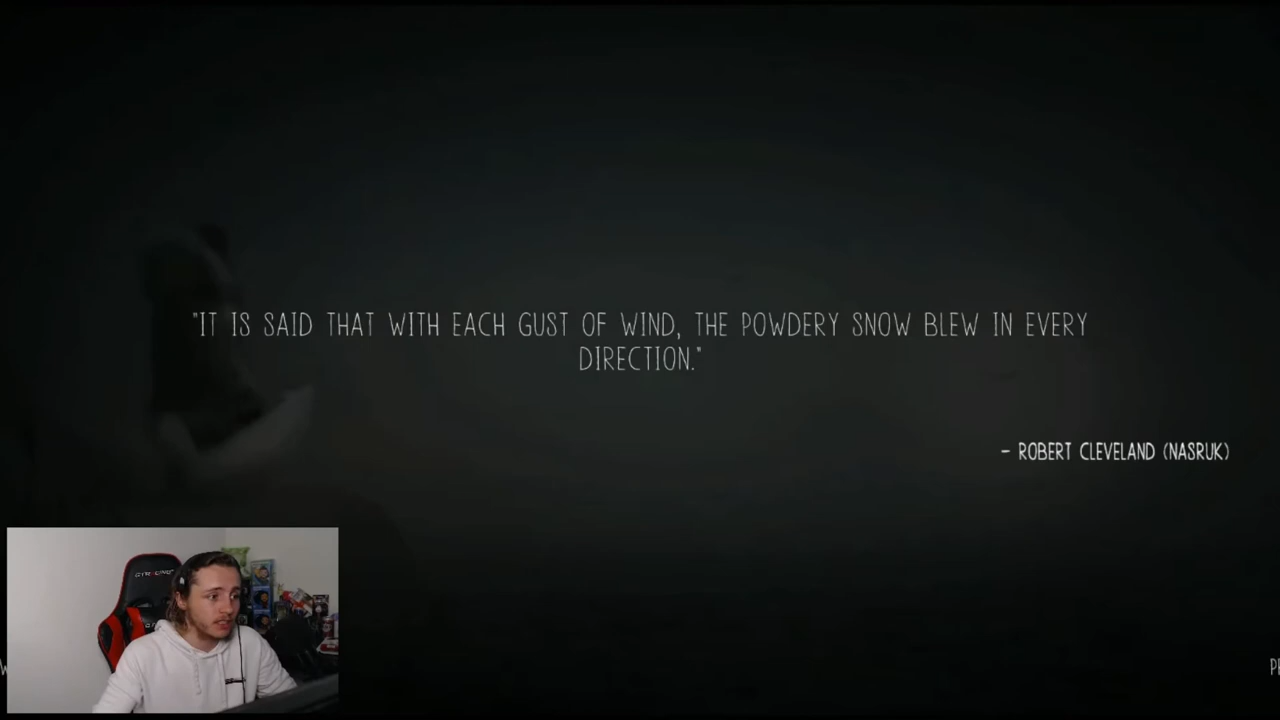 "IT IS SAID THAT WITH EACH GUST OF WIND, THE POWDERY SNOW BLEW IN EVERY
DIRECTION."
– ROBERT CLEVELAND (NASRUK)